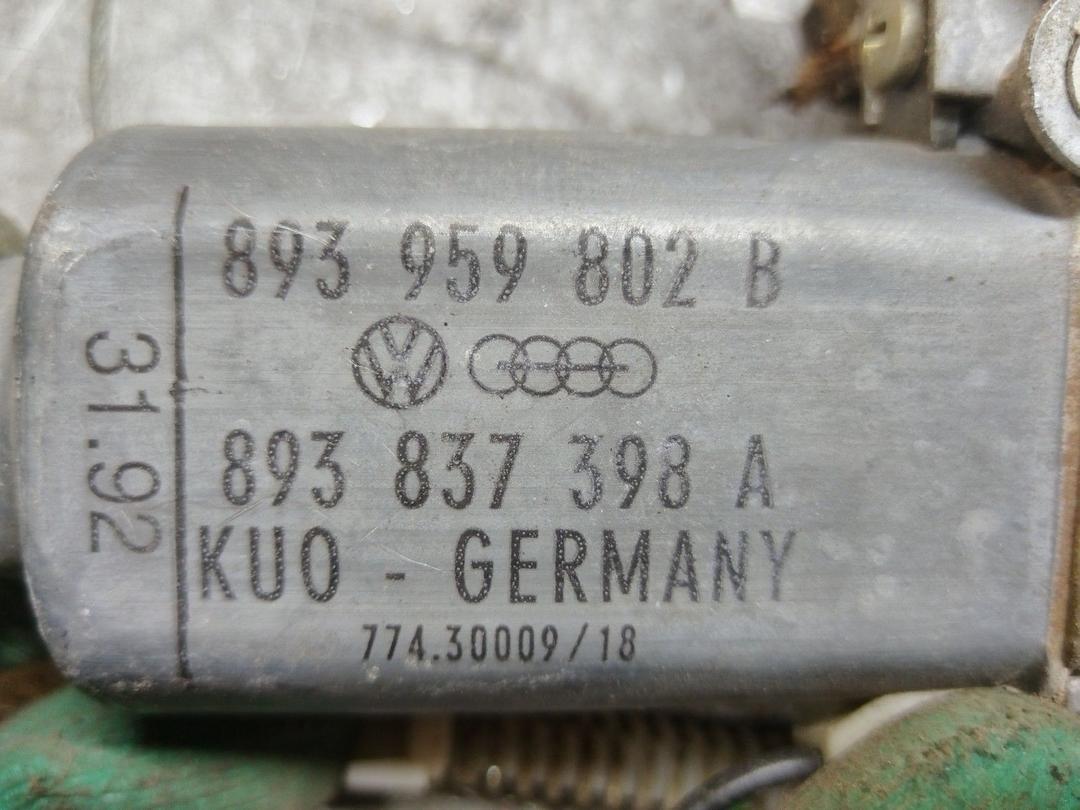 893 959 802 B
893 837 398 A
KUO - GERMANY
774.30009/18
31.92